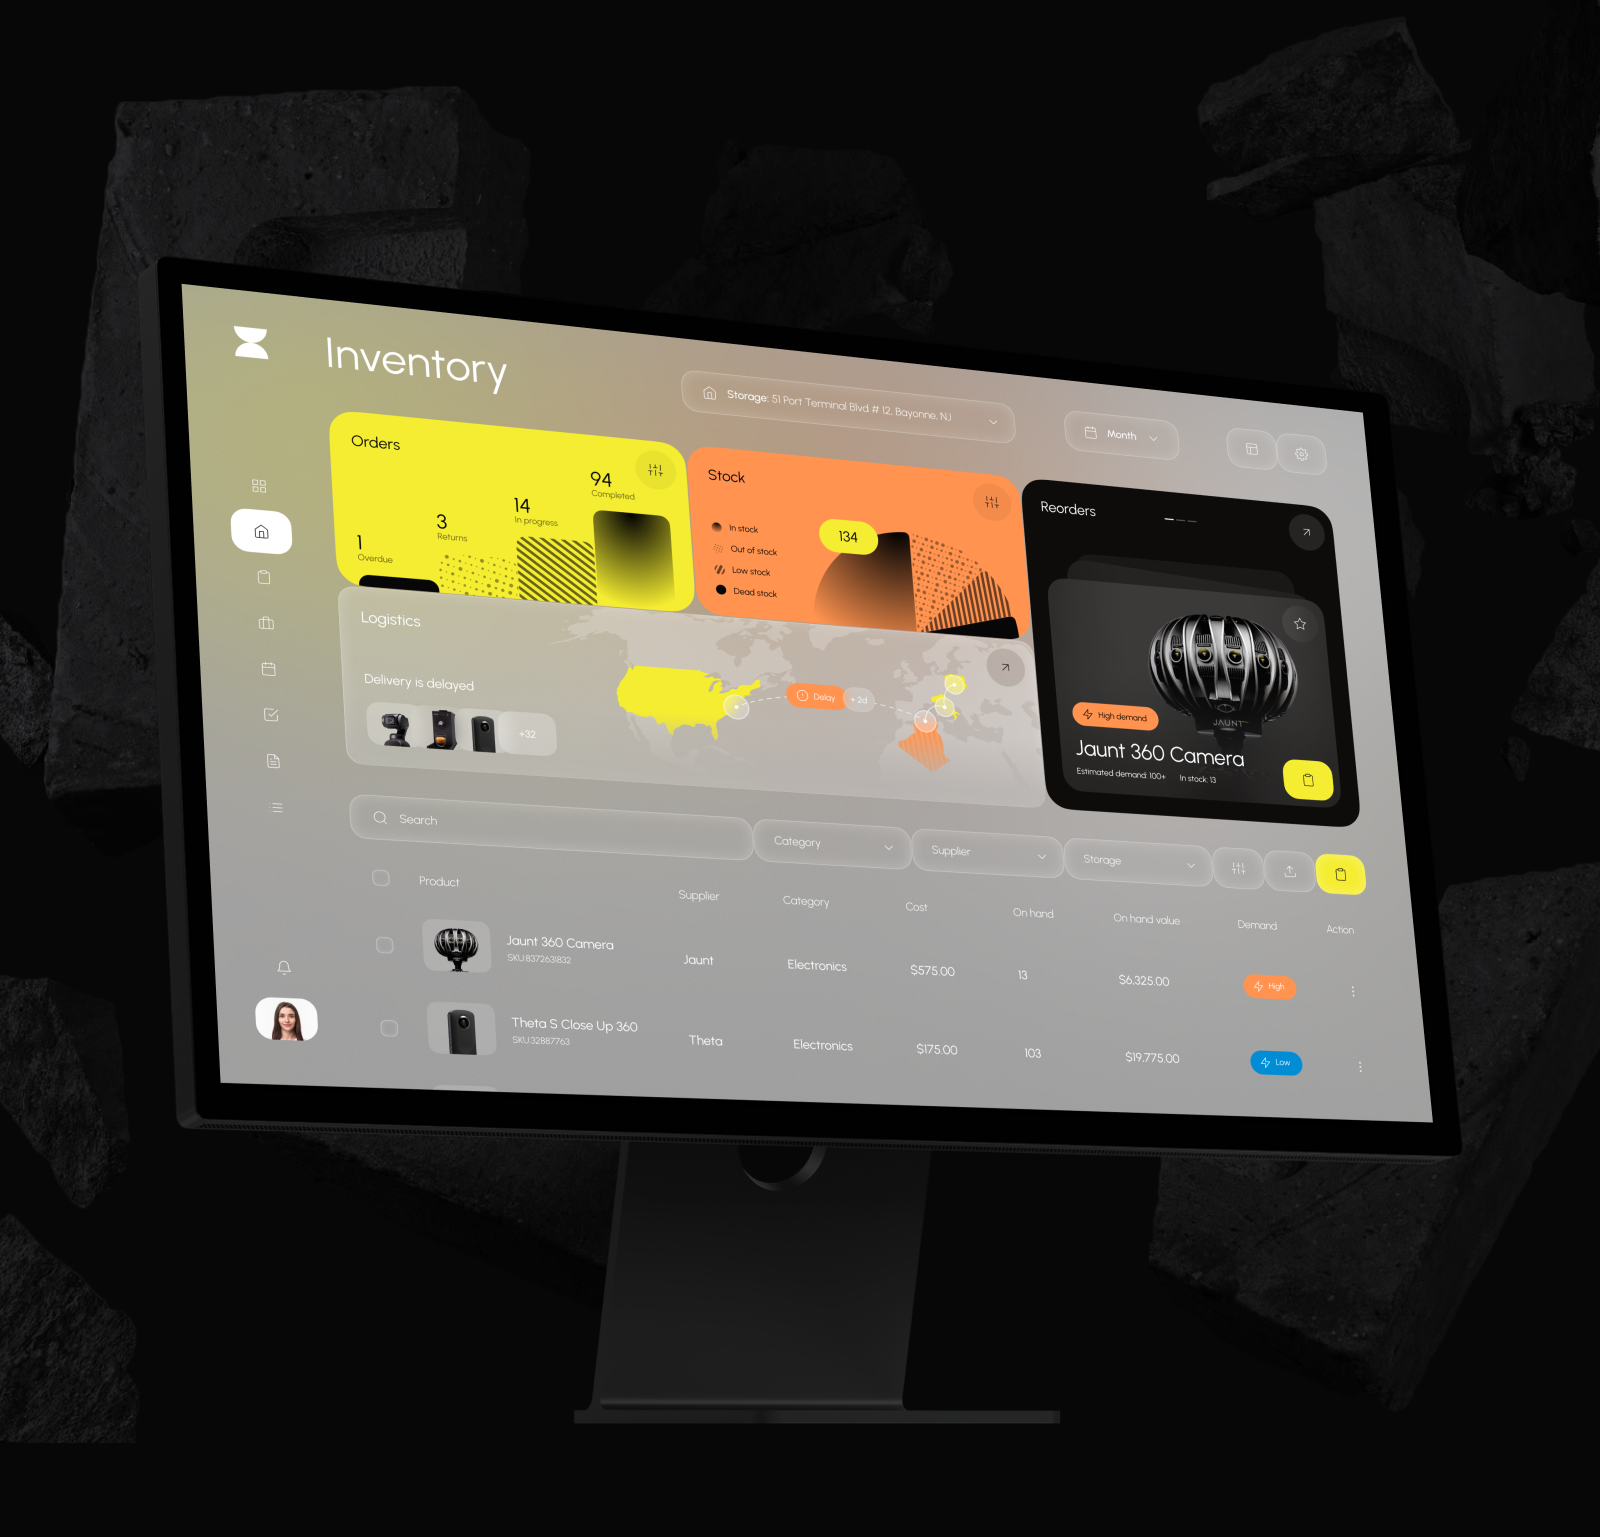 Inventory
Storage: 51 Port Terminal Blvd # 12, Bayonne, NJ
Month
Orders
1
Overdue
3
Returns
14
In progress
94
Completed
Stock
In stock
Out of stock
Low stock
Dead stock
134
Reorders
JAUNT
High demand
Jaunt 360 Camera
Estimated demand: 100+ In stock: 13
Logistics
Delivery is delayed
+32
Delay
+ 2d
Search
Category
Supplier
Storage
Product Supplier Category Cost On hand On hand value Demand Action
Jaunt 360 Camera
SKU:8372631832
Jaunt Electronics $575.00 13 $6,325.00 High
Theta S Close Up 360
SKU:32887763
Theta Electronics $175.00 103 $19,775.00 Low